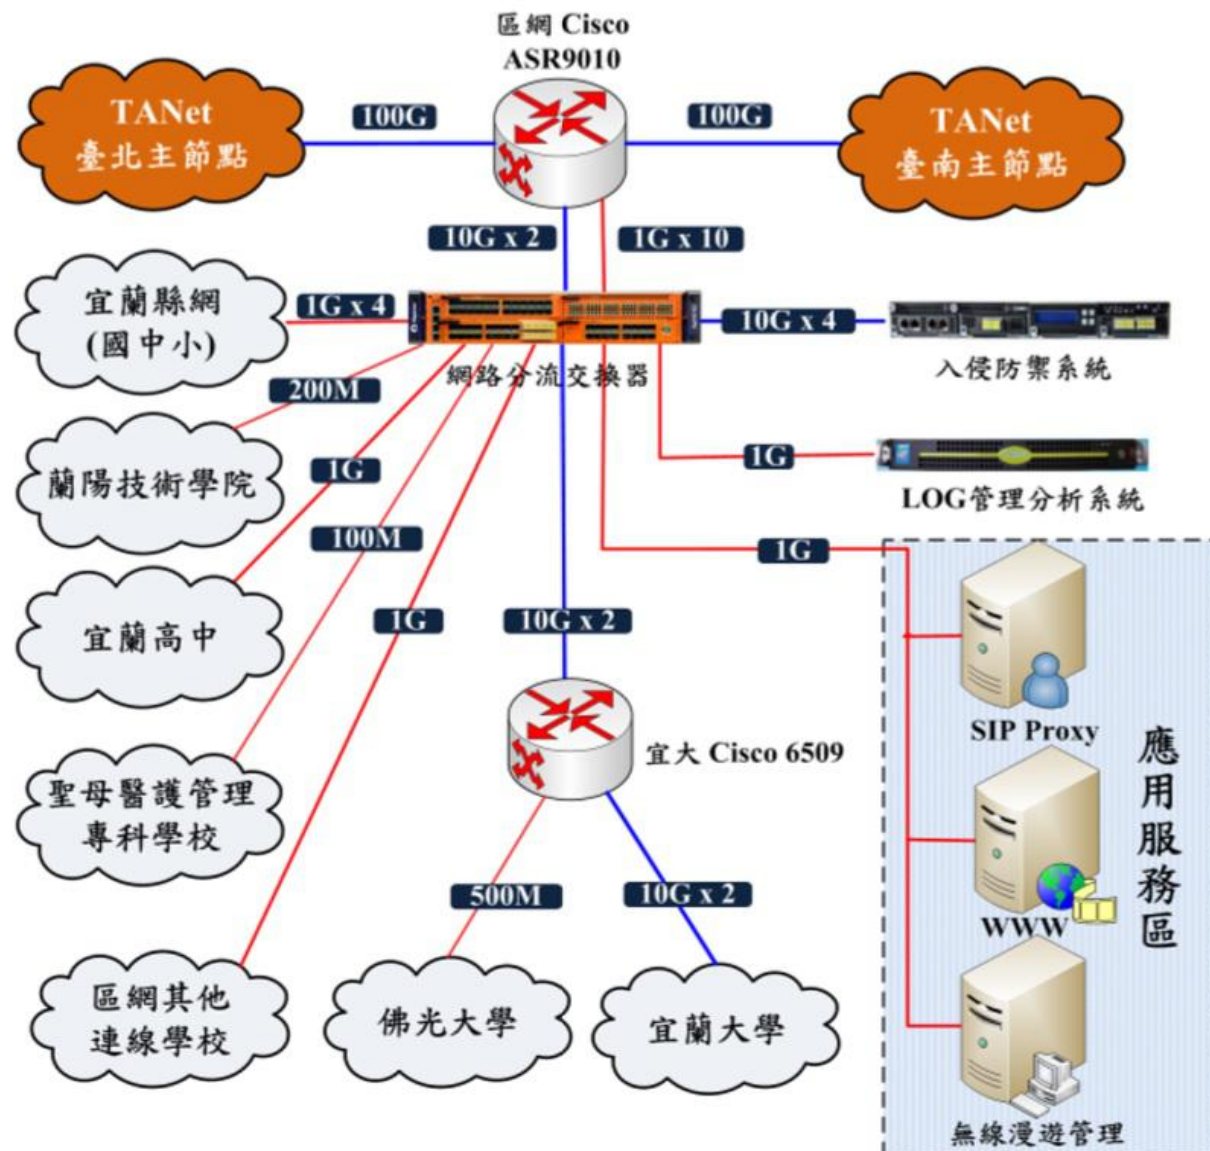 區網 Cisco
ASR9010
TANet
臺北主節點
100G
100G
TANet
臺南主節點
10G x 2
1G x 10
宜蘭縣網
(國中小)
1G x 4
10G x 4
網路分流交換器
入侵防禦系統
200M
蘭陽技術學院
1G
1G
LOG管理分析系統
100M
1G
宜蘭高中
1G
10G x 2
SIP Proxy
宜大 Cisco 6509
聖母醫護管理
專科學校
500M
10G x 2
WWW
應用服務區
區網其他
連線學校
佛光大學
宜蘭大學
無線漫遊管理